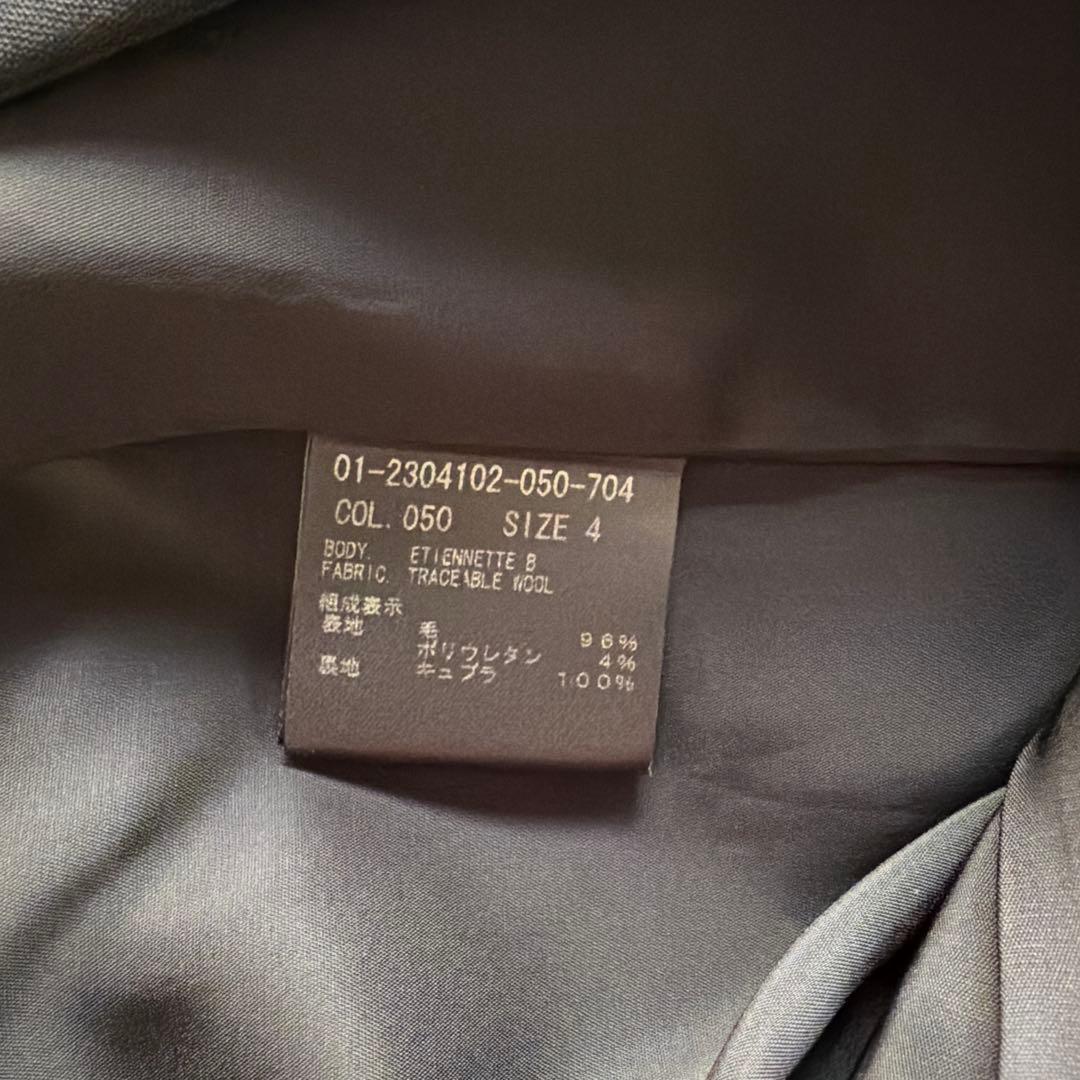 01-2304102-050-704
COL. 050 SIZE 4
BODY. ETIENNETTE B
FABRIC. TRACEABLE WOOL
組成表示
表地 毛 96%
ポリウレタン 4%
裏地 キュプラ 100%